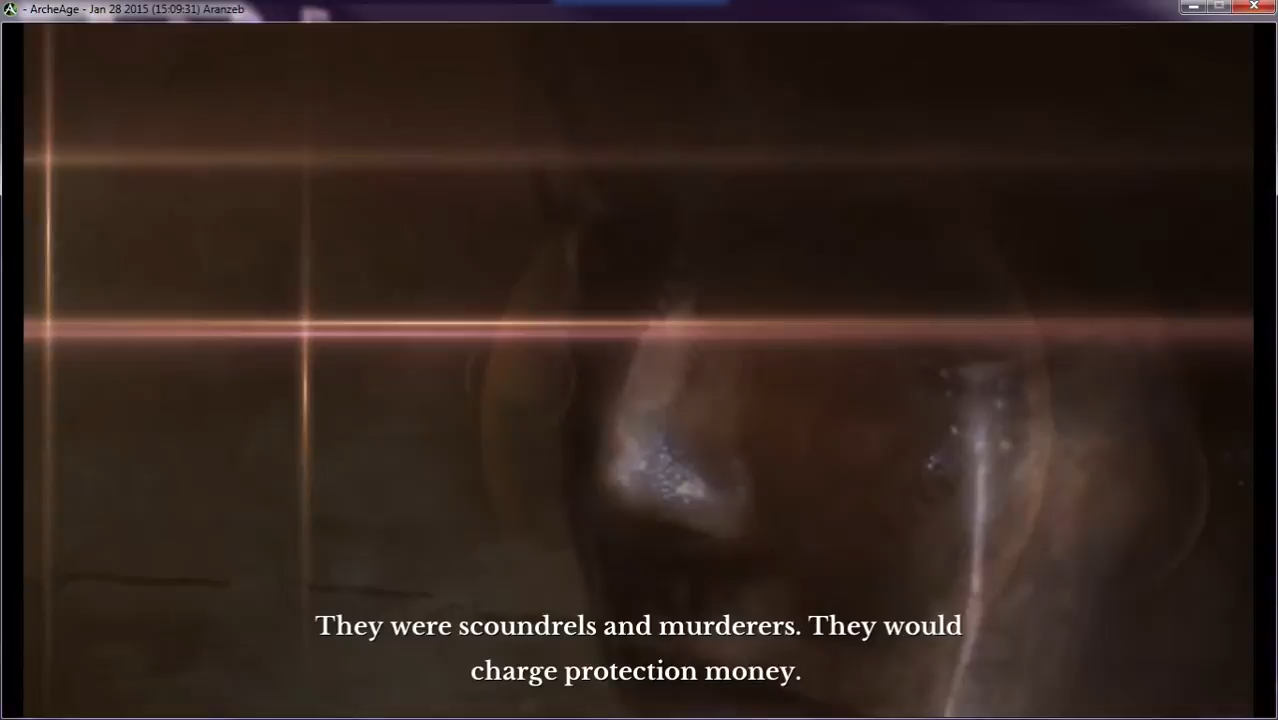 - ArcheAge - Jan 28 2015 (15:09:31) Aranzeb
They were scoundrels and murderers. They would
charge protection money.